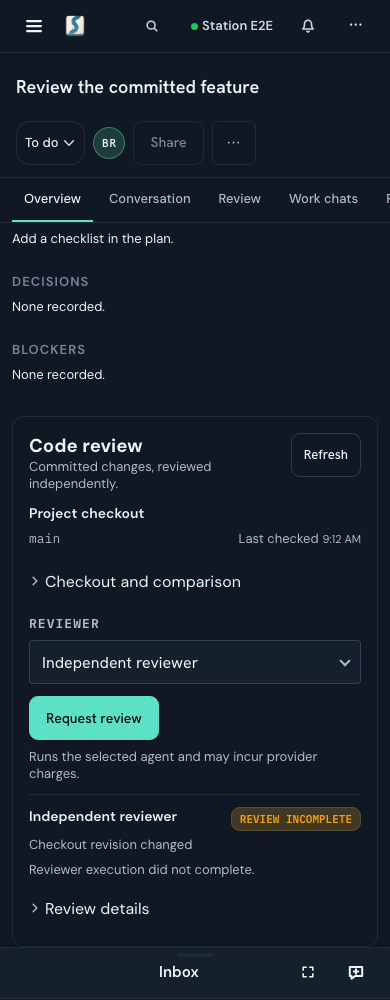 Station E2E
Review the committed feature
To do
BR
Share
Overview
Conversation
Review
Work chats
Add a checklist in the plan.
DECISIONS
None recorded.
BLOCKERS
None recorded.
Code review
Refresh
Committed changes, reviewed
independently.
Project checkout
main
Last checked 9:12 AM
Checkout and comparison
REVIEWER
Independent reviewer
Request review
Runs the selected agent and may incur provider
charges.
Independent reviewer
REVIEW INCOMPLETE
Checkout revision changed
Reviewer execution did not complete.
Review details
Inbox